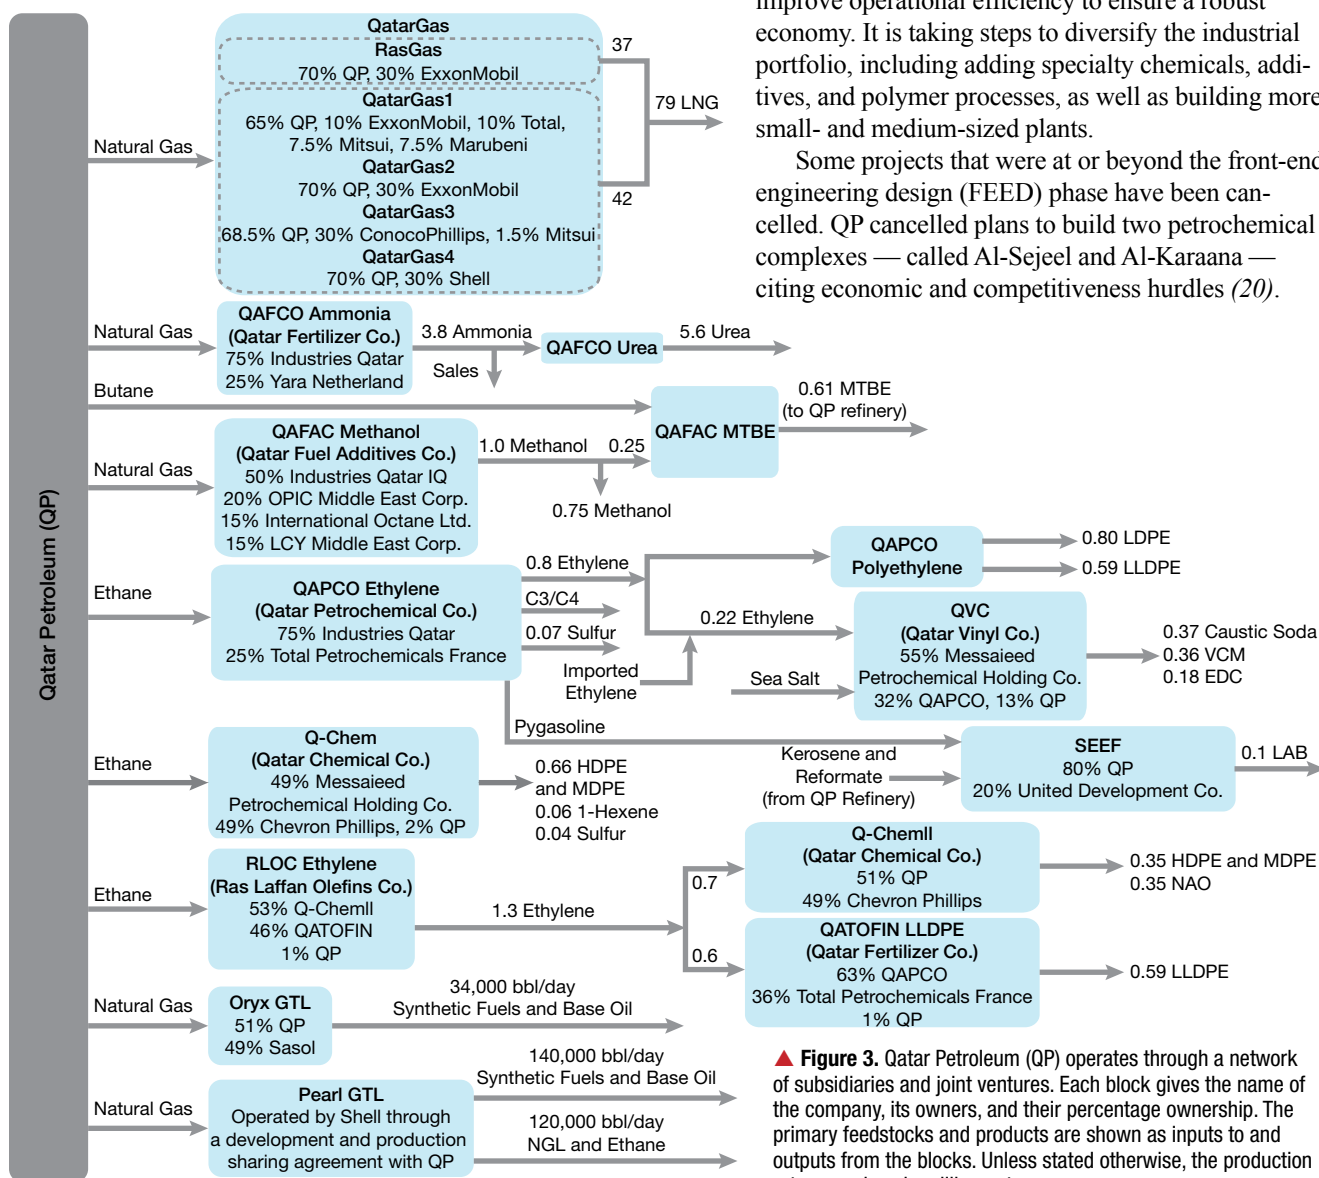 improve operational efficiency to ensure a robust
economy. It is taking steps to diversify the industrial
portfolio, including adding specialty chemicals, addi-
tives, and polymer processes, as well as building more
small- and medium-sized plants.
Some projects that were at or beyond the front-end
engineering design (FEED) phase have been can-
celled. QP cancelled plans to build two petrochemical
complexes — called Al-Sejeel and Al-Karaana —
citing economic and competitiveness hurdles (20).
Qatar Petroleum (QP)
Natural Gas
QatarGas
RasGas
70% QP, 30% ExxonMobil
QatarGas1
65% QP, 10% ExxonMobil, 10% Total,
7.5% Mitsui, 7.5% Marubeni
QatarGas2
70% QP, 30% ExxonMobil
QatarGas3
68.5% QP, 30% ConocoPhillips, 1.5% Mitsui
QatarGas4
70% QP, 30% Shell
37
42
79 LNG
Natural Gas
QAFCO Ammonia
(Qatar Fertilizer Co.)
75% Industries Qatar
25% Yara Netherland
3.8 Ammonia
Sales
QAFCO Urea
5.6 Urea
Butane
QAFAC MTBE
0.61 MTBE
(to QP refinery)
Natural Gas
QAFAC Methanol
(Qatar Fuel Additives Co.)
50% Industries Qatar IQ
20% OPIC Middle East Corp.
15% International Octane Ltd.
15% LCY Middle East Corp.
1.0 Methanol
0.25
0.75 Methanol
Ethane
QAPCO Ethylene
(Qatar Petrochemical Co.)
75% Industries Qatar
25% Total Petrochemicals France
0.8 Ethylene
C3/C4
0.07 Sulfur
Imported
Ethylene
0.22 Ethylene
Sea Salt
Pygasoline
QAPCO
Polyethylene
0.80 LDPE
0.59 LLDPE
QVC
(Qatar Vinyl Co.)
55% Messaieed
Petrochemical Holding Co.
32% QAPCO, 13% QP
0.37 Caustic Soda
0.36 VCM
0.18 EDC
Kerosene and
Reformate
(from QP Refinery)
SEEF
80% QP
20% United Development Co.
0.1 LAB
Ethane
Q-Chem
(Qatar Chemical Co.)
49% Messaieed
Petrochemical Holding Co.
49% Chevron Phillips, 2% QP
0.66 HDPE
and MDPE
0.06 1-Hexene
0.04 Sulfur
Ethane
RLOC Ethylene
(Ras Laffan Olefins Co.)
53% Q-ChemII
46% QATOFIN
1% QP
1.3 Ethylene
0.7
0.6
Q-ChemII
(Qatar Chemical Co.)
51% QP
49% Chevron Phillips
0.35 HDPE and MDPE
0.35 NAO
QATOFIN LLDPE
(Qatar Fertilizer Co.)
63% QAPCO
36% Total Petrochemicals France
1% QP
0.59 LLDPE
Natural Gas
Oryx GTL
51% QP
49% Sasol
34,000 bbl/day
Synthetic Fuels and Base Oil
Natural Gas
Pearl GTL
Operated by Shell through
a development and production
sharing agreement with QP
140,000 bbl/day
Synthetic Fuels and Base Oil
120,000 bbl/day
NGL and Ethane
▲ Figure 3. Qatar Petroleum (QP) operates through a network
of subsidiaries and joint ventures. Each block gives the name of
the company, its owners, and their percentage ownership. The
primary feedstocks and products are shown as inputs to and
outputs from the blocks. Unless stated otherwise, the production